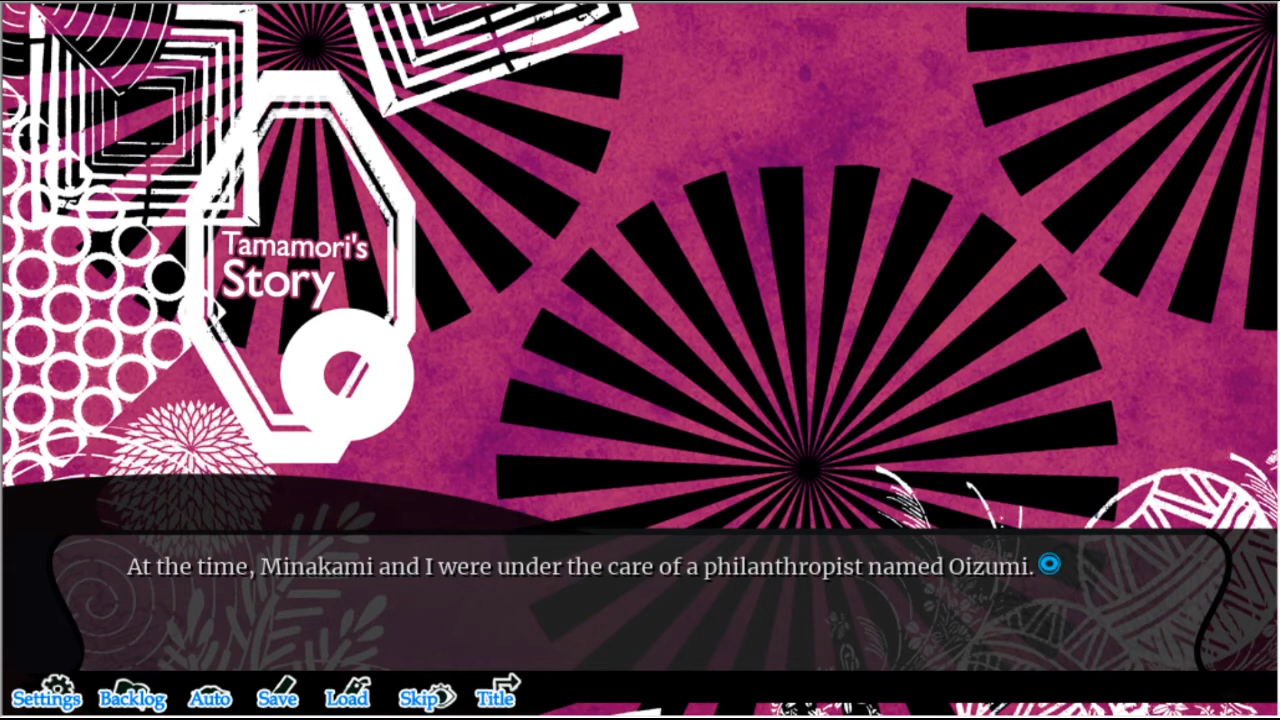 Tamamori's
Story
At the time, Minakami and I were under the care of a philanthropist named Oizumi.
Settings Backlog Auto Save Load Skip Title